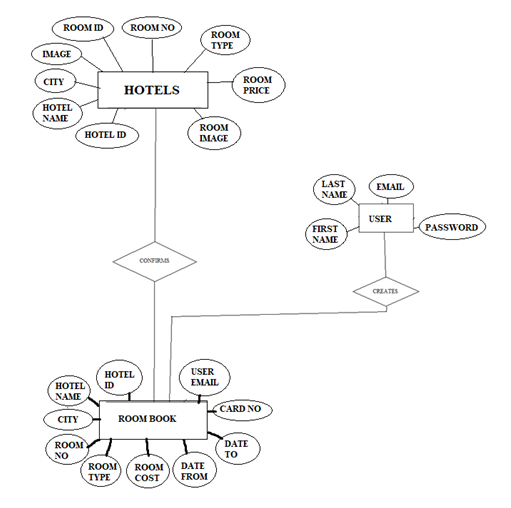 ROOM ID
ROOM NO
ROOM
TYPE
IMAGE
CITY
HOTELS
ROOM
PRICE
HOTEL
NAME
HOTEL ID
ROOM
IMAGE
LAST
NAME
EMAIL
USER
FIRST
NAME
PASSWORD
CONFIRMS
CREATES
HOTEL
NAME
HOTEL
ID
USER
EMAIL
CITY
ROOM BOOK
CARD NO
ROOM
NO
ROOM
TYPE
ROOM
COST
DATE
FROM
DATE
TO